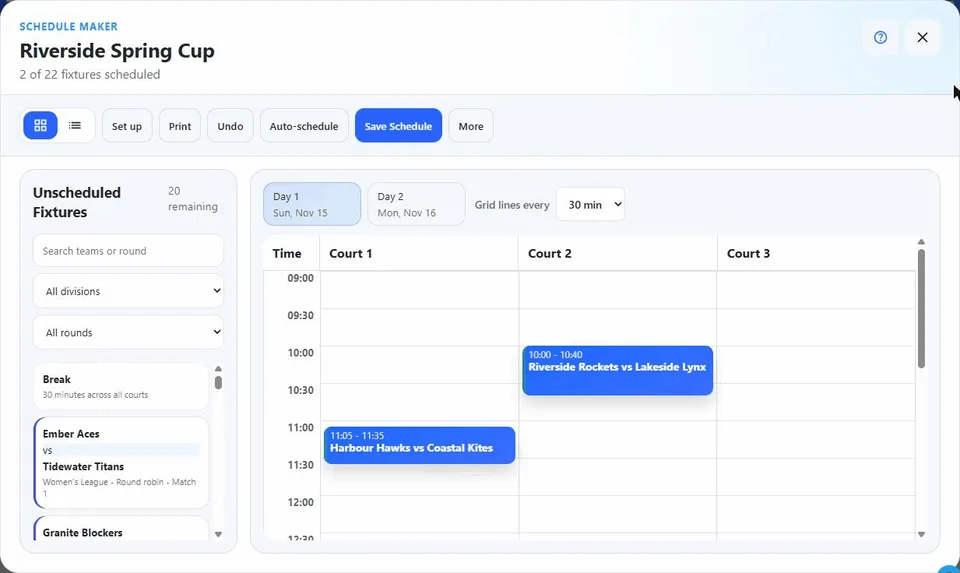 SCHEDULE MAKER
Riverside Spring Cup
2 of 22 fixtures scheduled
Set up
Print
Undo
Auto-schedule
Save Schedule
More
Unscheduled
Fixtures
20
remaining
Search teams or round
All divisions
All rounds
Break
30 minutes across all courts
Ember Aces
vs
Tidewater Titans
Women's League - Round robin - Match
1
Granite Blockers
Day 1
Sun, Nov 15
Day 2
Mon, Nov 16
Grid lines every
30 min
Time
Court 1
Court 2
Court 3
09:00
09:30
10:00
10:00 - 10:40
Riverside Rockets vs Lakeside Lynx
10:30
11:00
11:05 - 11:35
Harbour Hawks vs Coastal Kites
11:30
12:00
12:30